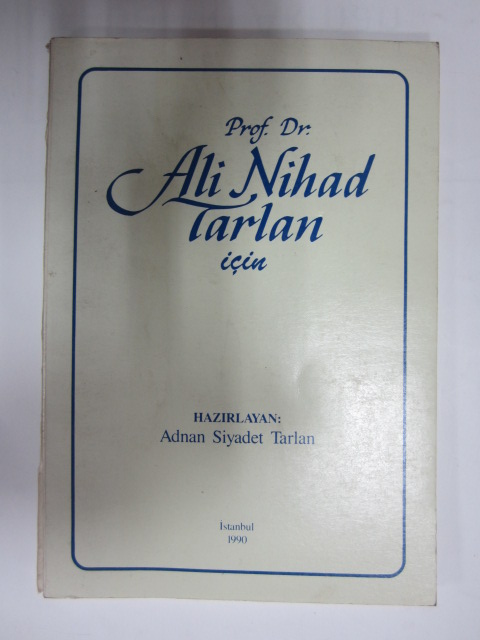 Prof. Dr.
Ali Nihad
Tarlan
için
HAZIRLAYAN:
Adnan Siyadet Tarlan
İstanbul
1990